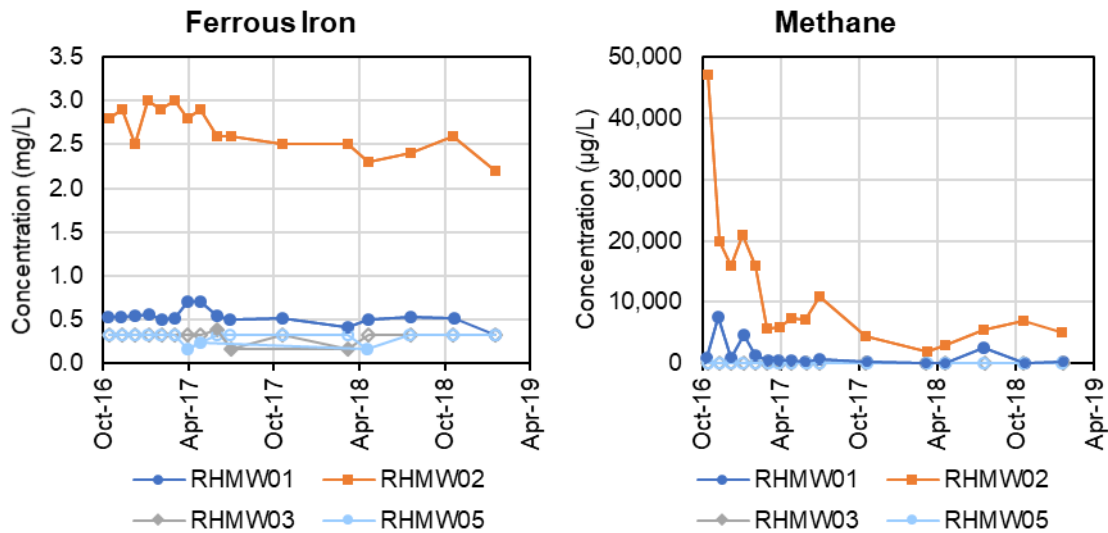 Ferrous Iron
Concentration (mg/L)
3.5
3.0
2.5
2.0
1.5
1.0
0.5
0.0
Oct-16
Apr-17
Oct-17
Apr-18
Oct-18
Apr-19
RHMW01 RHMW02
RHMW03 RHMW05
Methane
Concentration (µg/L)
50,000
40,000
30,000
20,000
10,000
0
Oct-16
Apr-17
Oct-17
Apr-18
Oct-18
Apr-19
RHMW01 RHMW02
RHMW03 RHMW05